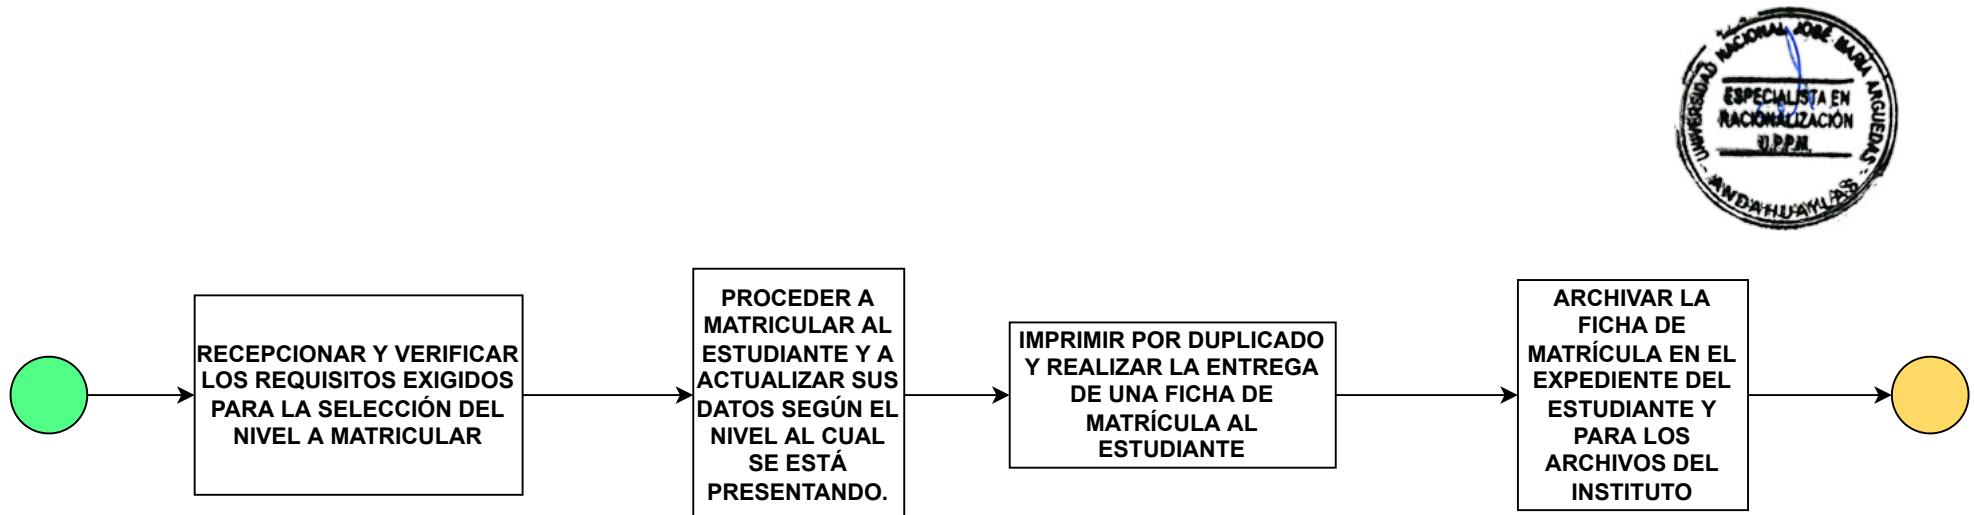 UNIVERSIDAD NACIONAL JOSÉ MARÍA ARGUEDAS
ESPECIALISTA EN
RACIONALIZACIÓN
U.P.P.M.
- ANDAHUAYLAS -
RECEPCIONAR Y VERIFICAR
LOS REQUISITOS EXIGIDOS
PARA LA SELECCIÓN DEL
NIVEL A MATRICULAR
PROCEDER A
MATRICULAR AL
ESTUDIANTE Y A
ACTUALIZAR SUS
DATOS SEGÚN EL
NIVEL AL CUAL
SE ESTÁ
PRESENTANDO.
IMPRIMIR POR DUPLICADO
Y REALIZAR LA ENTREGA
DE UNA FICHA DE
MATRÍCULA AL
ESTUDIANTE
ARCHIVAR LA
FICHA DE
MATRÍCULA EN EL
EXPEDIENTE DEL
ESTUDIANTE Y
PARA LOS
ARCHIVOS DEL
INSTITUTO